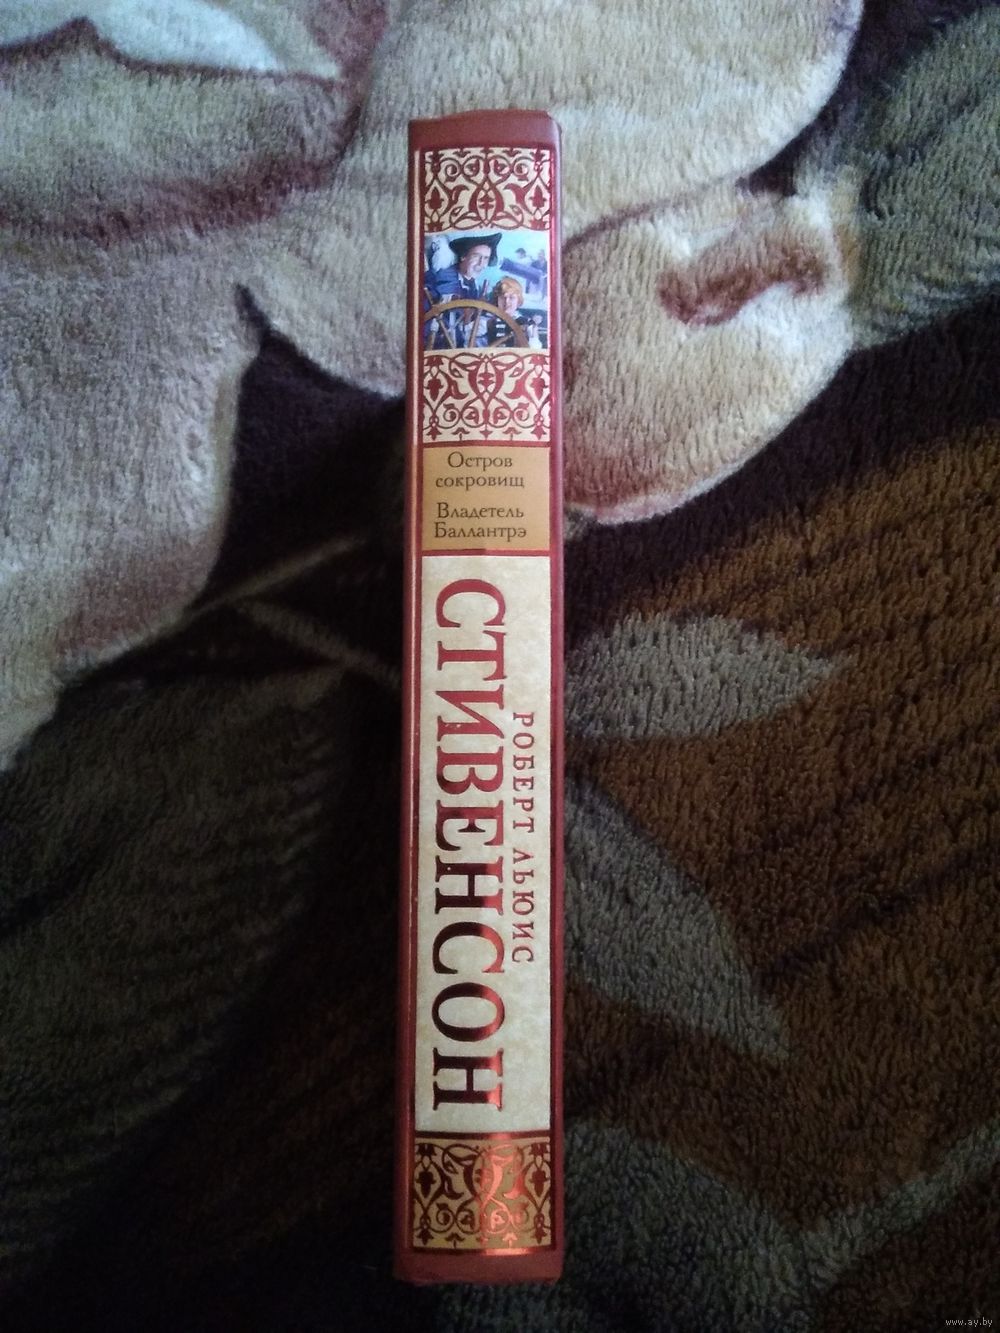 Остров
сокровищ
Владетель
Баллантрэ
РОБЕРТ ЛЬЮИС
СТИВЕНСОН
www.ay.by